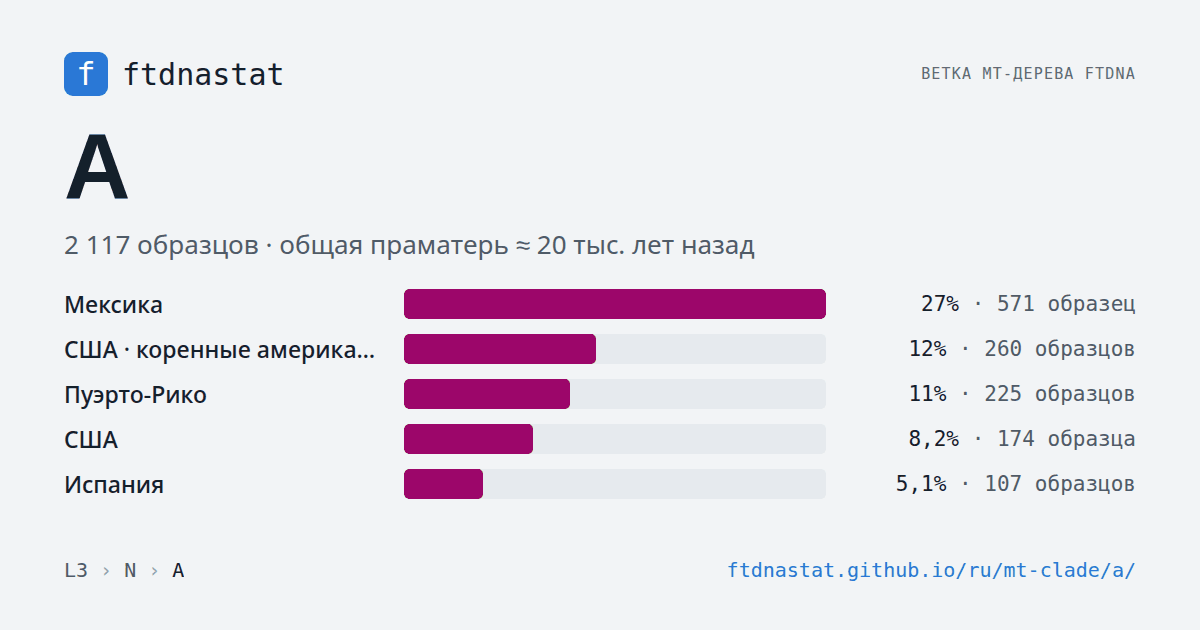 f ftdnastat
ВЕТКА МТ-ДЕРЕВА FTDNA
A
2 117 образцов · общая праматерь ≈ 20 тыс. лет назад
Мексика 27% · 571 образец
США · коренные америка… 12% · 260 образцов
Пуэрто-Рико 11% · 225 образцов
США 8,2% · 174 образца
Испания 5,1% · 107 образцов
L3 › N › A
ftdnastat.github.io/ru/mt-clade/a/